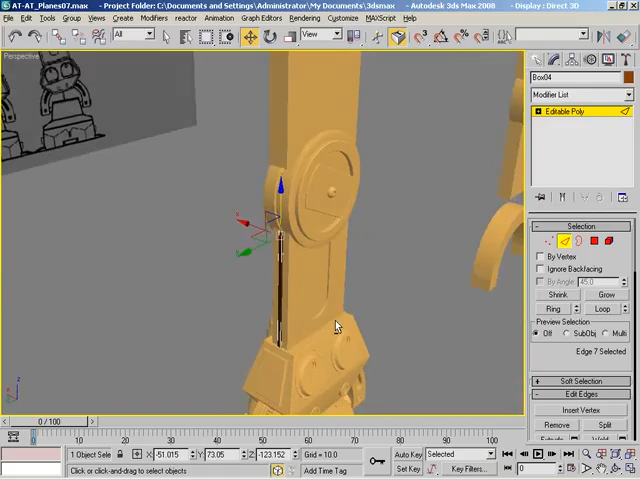 AT-AT_Planes07.max - Project Folder: C:\Documents and Settings\Administrator\My Documents\3dsmax - Autodesk 3ds Max 2008 - Display : Direct 3D
File Edit Tools Group Views Create Modifiers reactor Animation Graph Editors Rendering Customize MAXScript Help
All View
Perspective
Box04
Modifier List
Editable Poly
Selection
By Vertex
Ignore Backfacing
By Angle: 45.0
Shrink Grow
Ring Loop
Preview Selection
Off SubObj Multi
Edge 7 Selected
Soft Selection
Edit Edges
Insert Vertex
Remove Split
0 / 100
0 10 20 30 40 50 60 70 80 90 100
1 Object Sele X: -51.015 Y: 73.05 Z: -123.152 Grid = 10.0 Auto Key Selected
Click or click-and-drag to select objects Add Time Tag Set Key Key Filters... 0